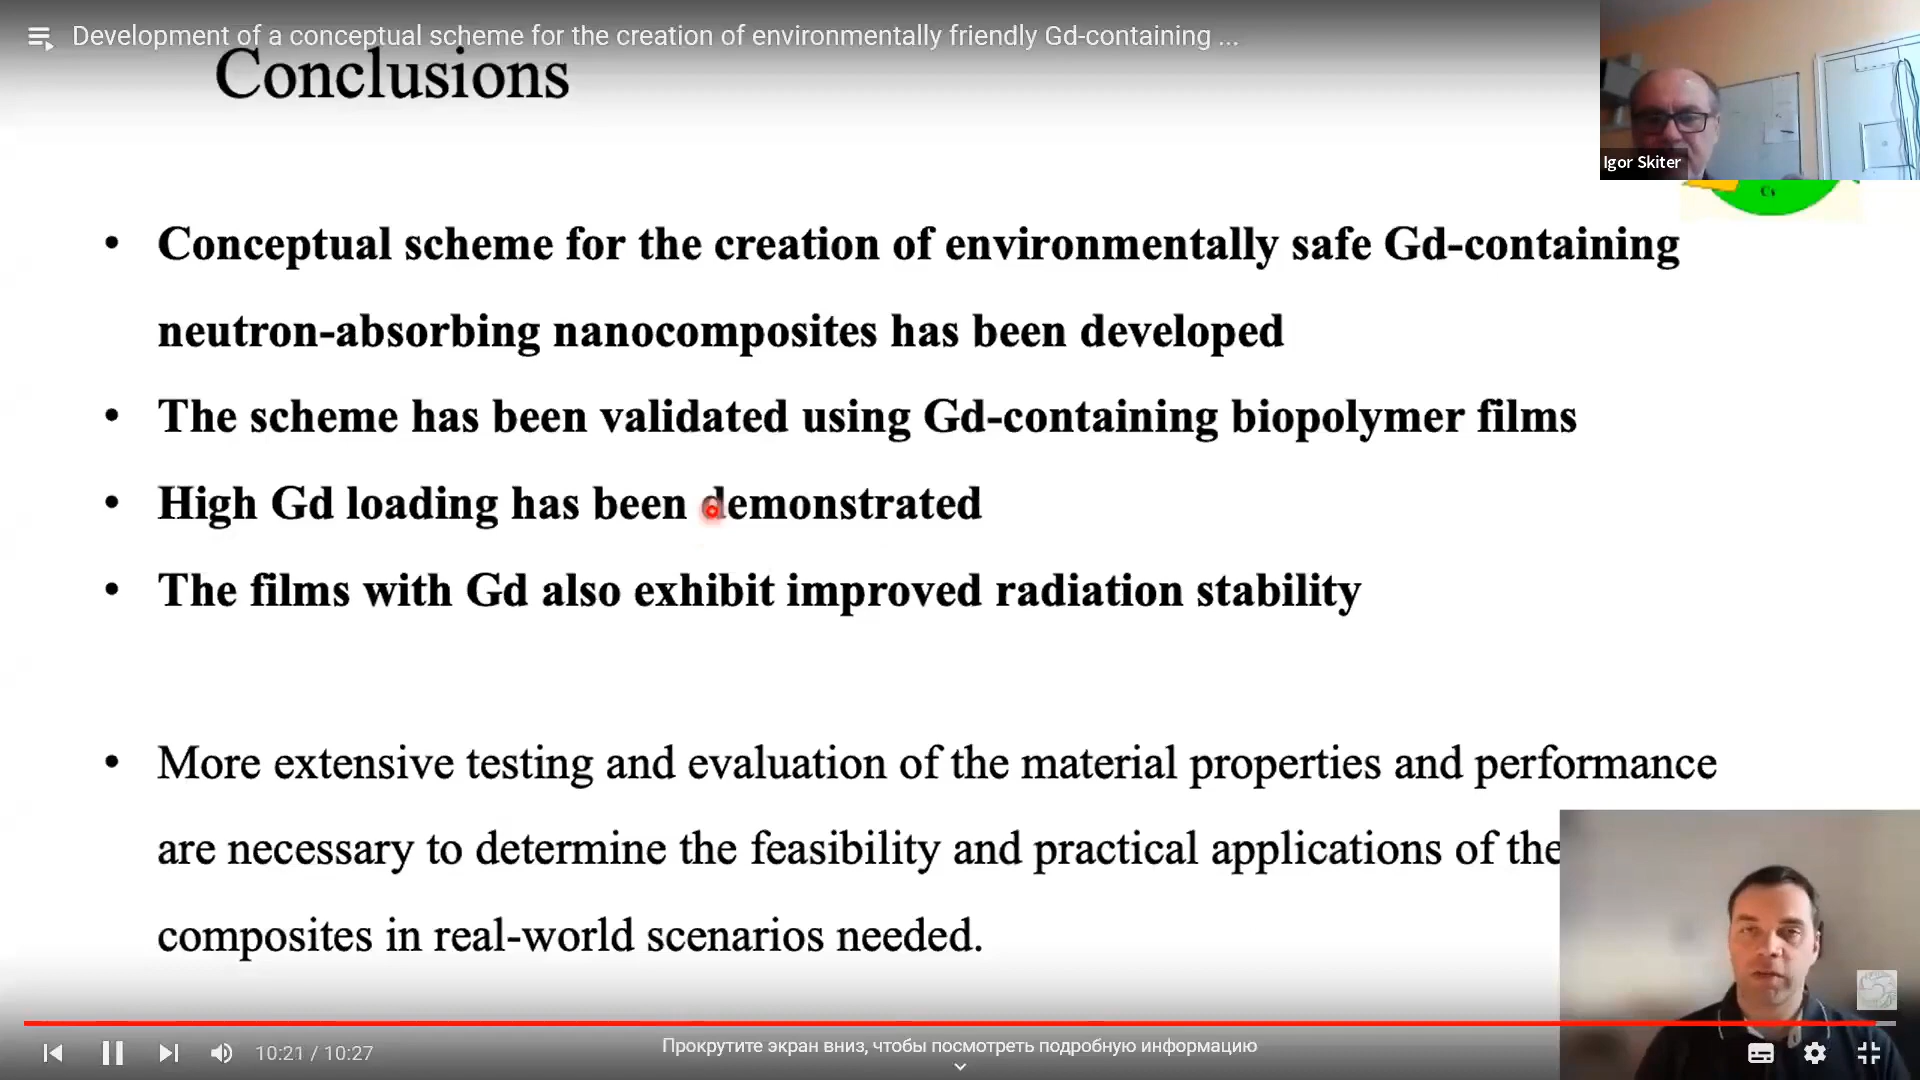 Development of a conceptual scheme for the creation of environmentally friendly Gd-containing ...
Conclusions
Igor Skiter
Cs
• Conceptual scheme for the creation of environmentally safe Gd-containing
neutron-absorbing nanocomposites has been developed
• The scheme has been validated using Gd-containing biopolymer films
• High Gd loading has been demonstrated
• The films with Gd also exhibit improved radiation stability
• More extensive testing and evaluation of the material properties and performance
are necessary to determine the feasibility and practical applications of the
composites in real-world scenarios needed.
10:21 / 10:27
Прокрутите экран вниз, чтобы посмотреть подробную информацию